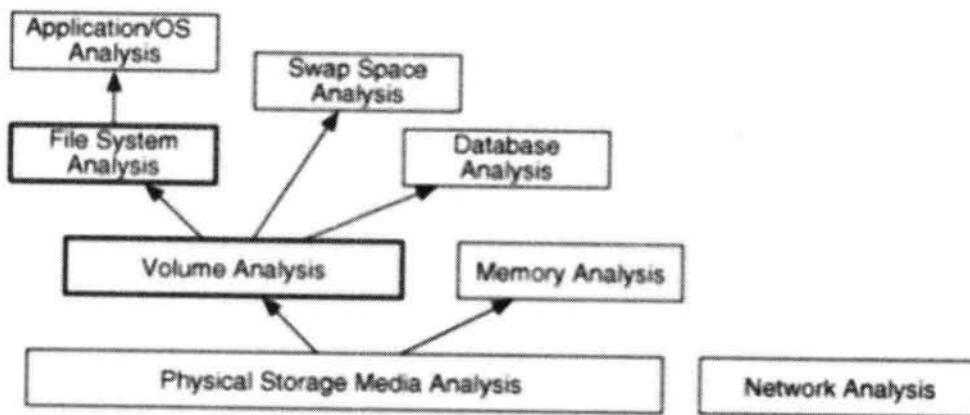 Application/OS
Analysis
Swap Space
Analysis
File System
Analysis
Database
Analysis
Volume Analysis
Memory Analysis
Physical Storage Media Analysis
Network Analysis